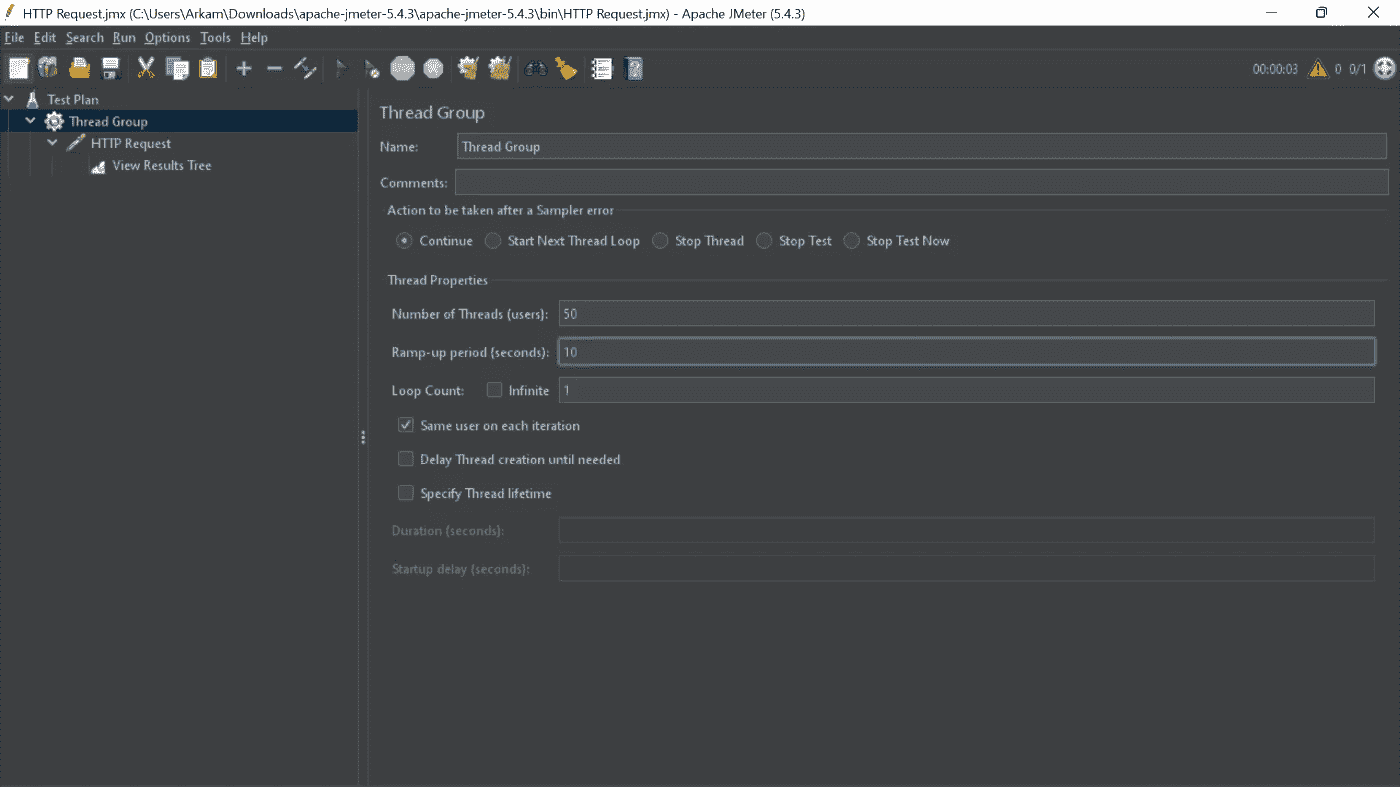 HTTP Request.jmx (C:\Users\Arkam\Downloads\apache-jmeter-5.4.3\apache-jmeter-5.4.3\bin\HTTP Request.jmx) - Apache JMeter (5.4.3)
File Edit Search Run Options Tools Help
00:00:03 0 0/1
Test Plan
Thread Group
HTTP Request
View Results Tree
Thread Group
Name: Thread Group
Comments:
Action to be taken after a Sampler error
Continue Start Next Thread Loop Stop Thread Stop Test Stop Test Now
Thread Properties
Number of Threads (users): 50
Ramp-up period (seconds): 10
Loop Count: Infinite 1
Same user on each iteration
Delay Thread creation until needed
Specify Thread lifetime
Duration (seconds):
Startup delay (seconds):